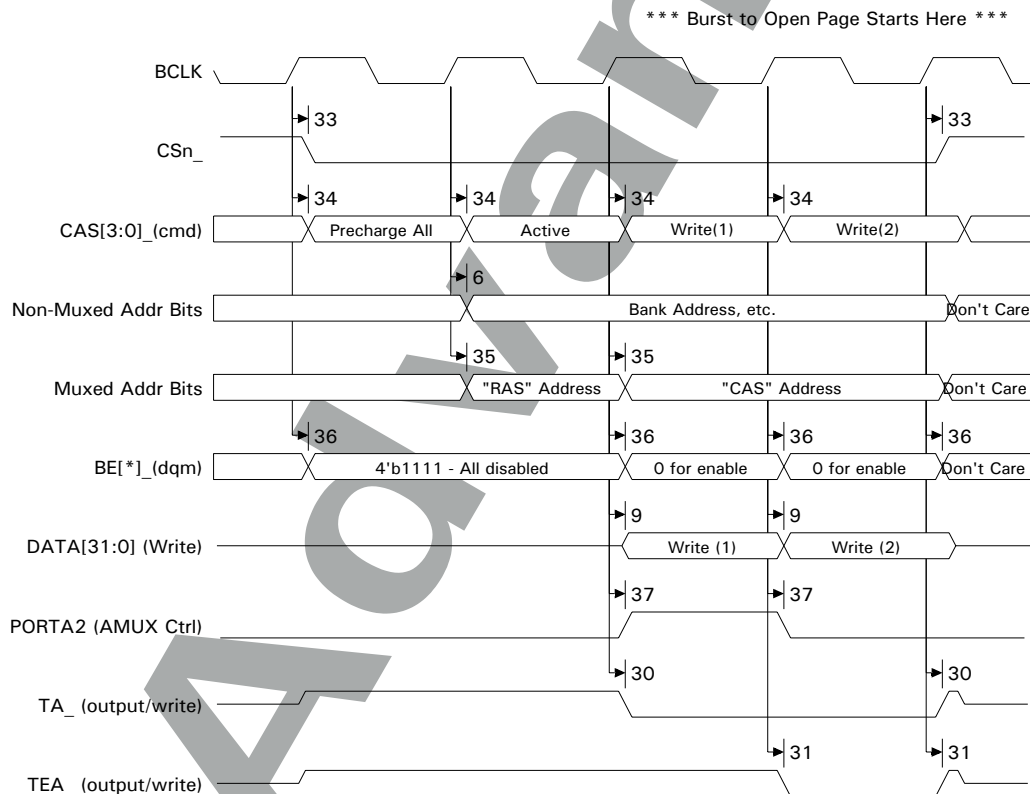 *** Burst to Open Page Starts Here ***
BCLK
33 33
CSn_
34 34 34 34
CAS[3:0]_(cmd) Precharge All Active Write(1) Write(2)
6
Non-Muxed Addr Bits Bank Address, etc. Don't Care
35 35
Muxed Addr Bits "RAS" Address "CAS" Address Don't Care
36 36 36 36
BE[*]_(dqm) 4'b1111 - All disabled 0 for enable 0 for enable Don't Care
9 9
DATA[31:0] (Write) Write (1) Write (2)
37 37
PORTA2 (AMUX Ctrl)
30 30
TA_ (output/write)
31 31
TEA (output/write)
Advan